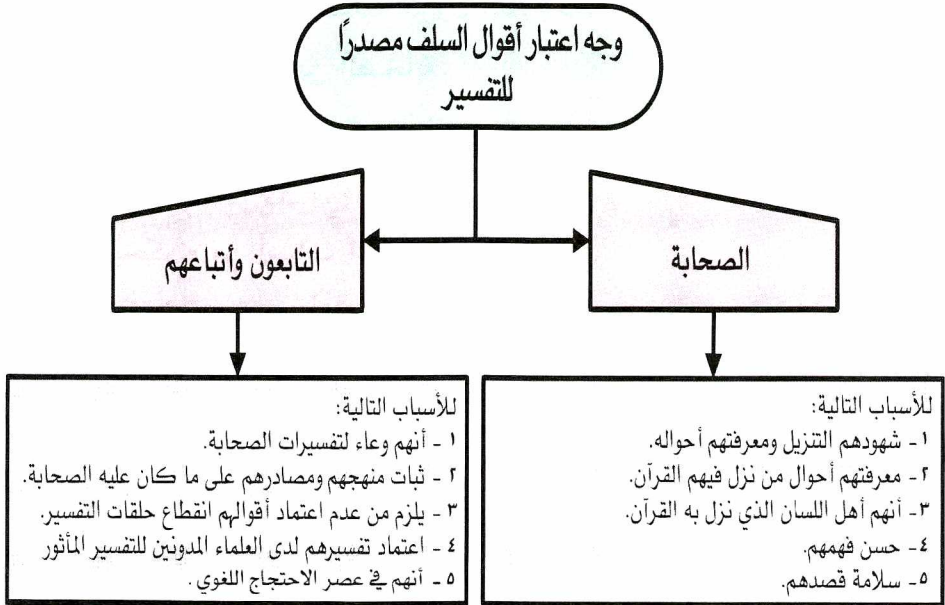 وجه اعتبار أقوال السلف مصدرًا
للتفسير
الصحابة
التابعون وأتباعهم
للأسباب التالية:
١ - شهودهم التنزيل ومعرفتهم أحواله.
٢ - معرفتهم أحوال من نزل فيهم القرآن.
٣- أنهم أهل اللسان الذي نزل به القرآن.
٤- حسن فهمهم.
٥- سلامة قصدهم.
للأسباب التالية:
١ - أنهم وعاء لتفسيرات الصحابة.
٢ - ثبات منهجهم ومصادرهم على ما كان عليه الصحابة.
٣ - يلزم من عدم اعتماد أقوالهم انقطاع حلقات التفسير.
٤ - اعتماد تفسيرهم لدى العلماء المدونين للتفسير المأثور
٥ - أنهم في عصر الاحتجاج اللغوي.